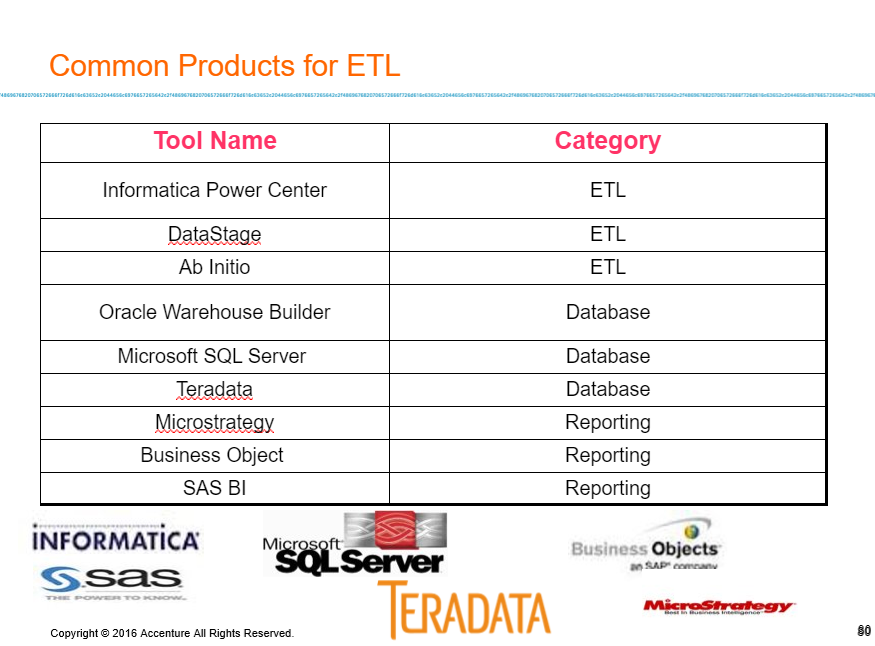 Common Products for ETL
Tool Name Category
Informatica Power Center ETL
DataStage ETL
Ab Initio ETL
Oracle Warehouse Builder Database
Microsoft SQL Server Database
Teradata Database
Microstrategy Reporting
Business Object Reporting
SAS BI Reporting
INFORMATICA
Microsoft
SQL Server
Business Objects
an SAP company
sas
THE POWER TO KNOW
TERADATA
MicroStrategy
Best In Business Intelligence
Copyright © 2016 Accenture All Rights Reserved.
80